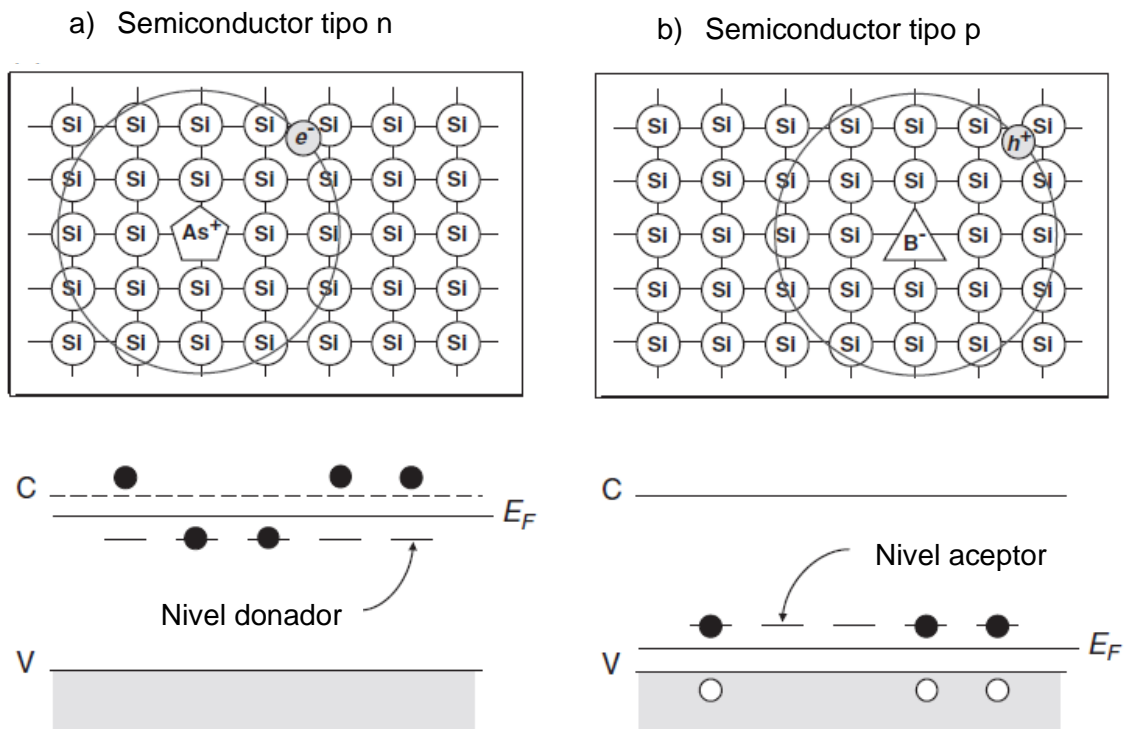 a) Semiconductor tipo n
b) Semiconductor tipo p
Si Si Si Si e- Si Si Si
Si Si Si Si Si Si Si
Si Si As+ Si Si Si Si
Si Si Si Si Si Si Si
Si Si Si Si Si Si Si
Si Si Si Si Si Si h+ Si
Si Si Si Si Si Si Si
Si Si Si Si B- Si Si
Si Si Si Si Si Si Si
Si Si Si Si Si Si Si
C
EF
Nivel donador
V
C
Nivel aceptor
EF
V